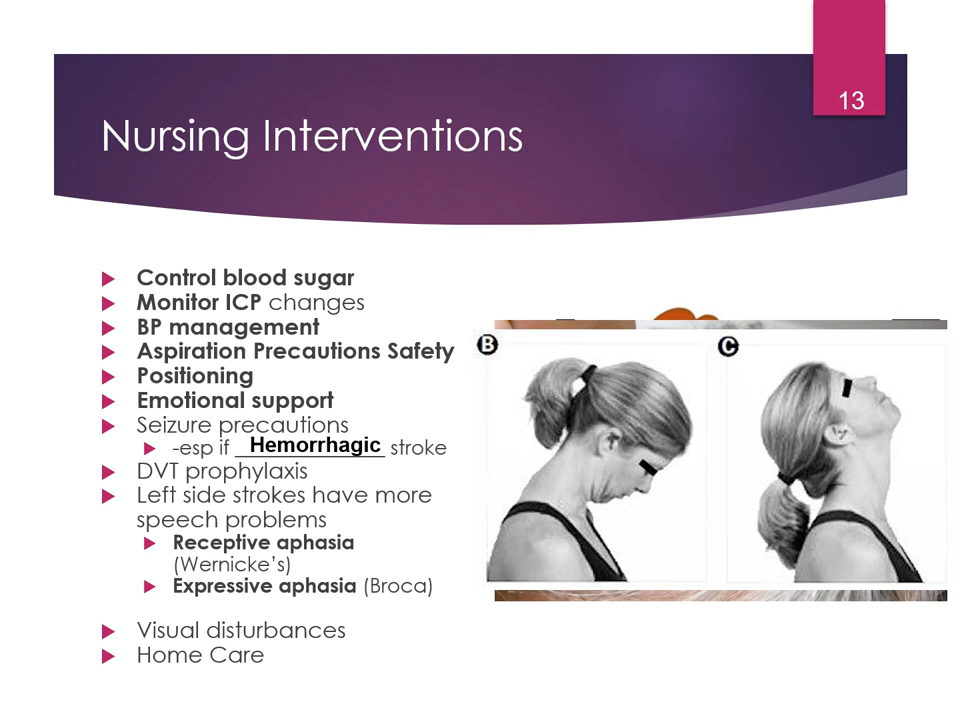 13
Nursing Interventions
Control blood sugar
Monitor ICP changes
BP management
Aspiration Precautions Safety
Positioning
Emotional support
Seizure precautions
-esp if Hemorrhagic stroke
DVT prophylaxis
Left side strokes have more
speech problems
Receptive aphasia
(Wernicke's)
Expressive aphasia (Broca)
Visual disturbances
Home Care
B
C